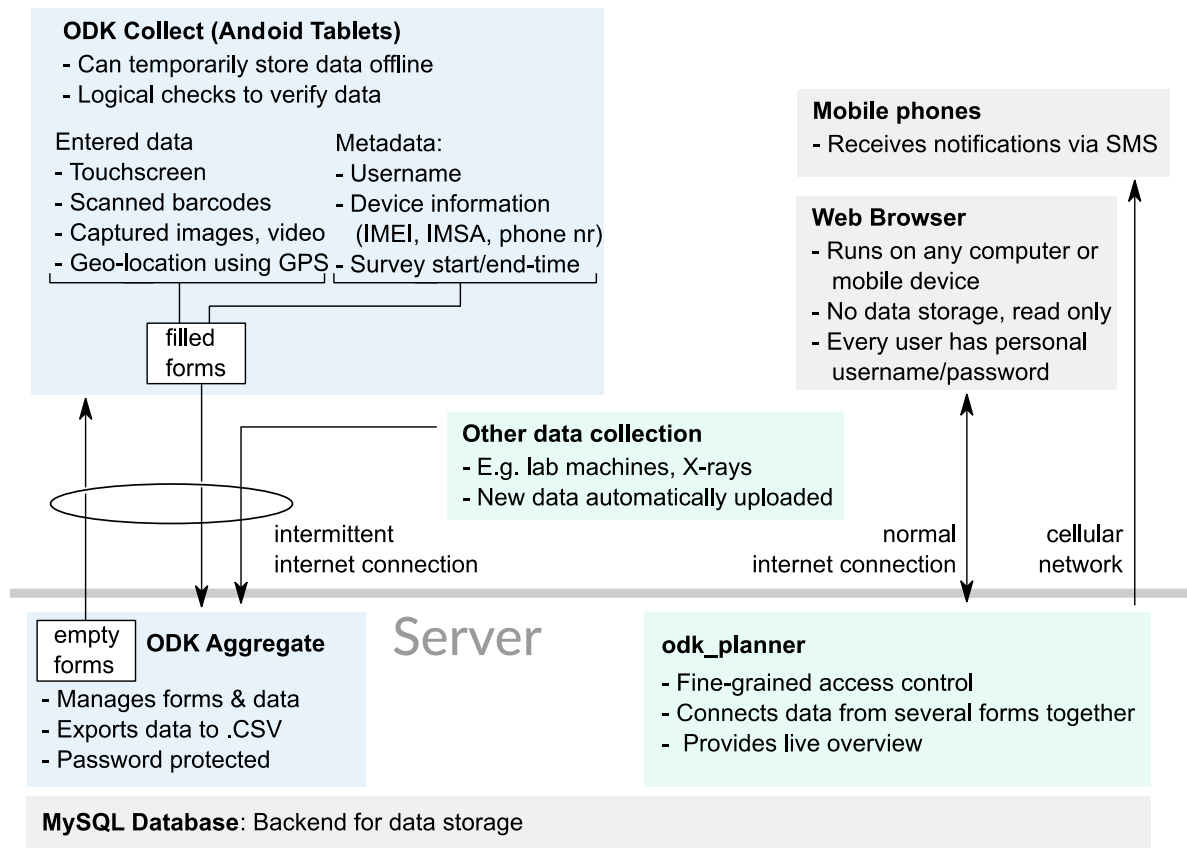 ODK Collect (Andoid Tablets)
- Can temporarily store data offline
- Logical checks to verify data
Entered data
- Touchscreen
- Scanned barcodes
- Captured images, video
- Geo-location using GPS
Metadata:
- Username
- Device information
(IMEI, IMSA, phone nr)
- Survey start/end-time
filled
forms
Mobile phones
- Receives notifications via SMS
Web Browser
- Runs on any computer or
mobile device
- No data storage, read only
- Every user has personal
username/password
Other data collection
- E.g. lab machines, X-rays
- New data automatically uploaded
intermittent
internet connection
normal
internet connection
cellular
network
Server
empty
forms
ODK Aggregate
- Manages forms & data
- Exports data to .CSV
- Password protected
odk_planner
- Fine-grained access control
- Connects data from several forms together
- Provides live overview
MySQL Database: Backend for data storage